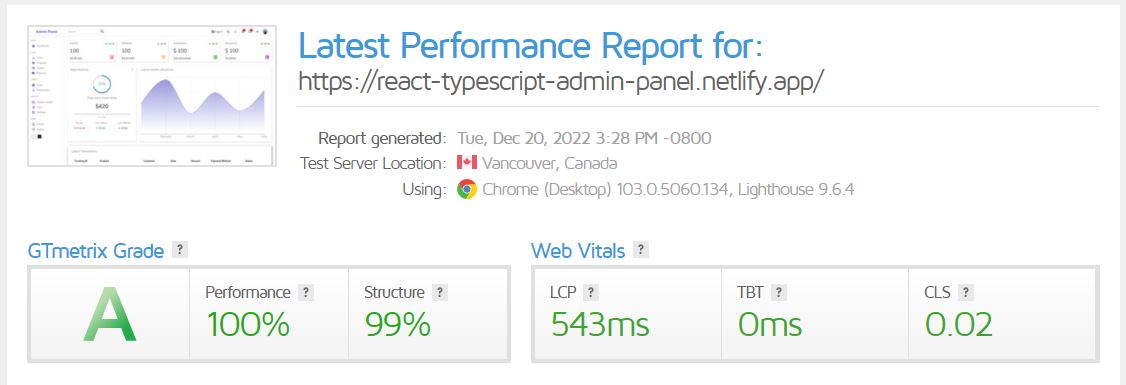 Latest Performance Report for:
https://react-typescript-admin-panel.netlify.app/
Report generated: Tue, Dec 20, 2022 3:28 PM -0800
Test Server Location: Vancouver, Canada
Using: Chrome (Desktop) 103.0.5060.134, Lighthouse 9.6.4
Admin Panel
100
100
$ 100
$ 100
$420
GTmetrix Grade ?
Web Vitals ?
A
Performance ?
Structure ?
LCP ?
TBT ?
CLS ?
100%
99%
543ms
0ms
0.02